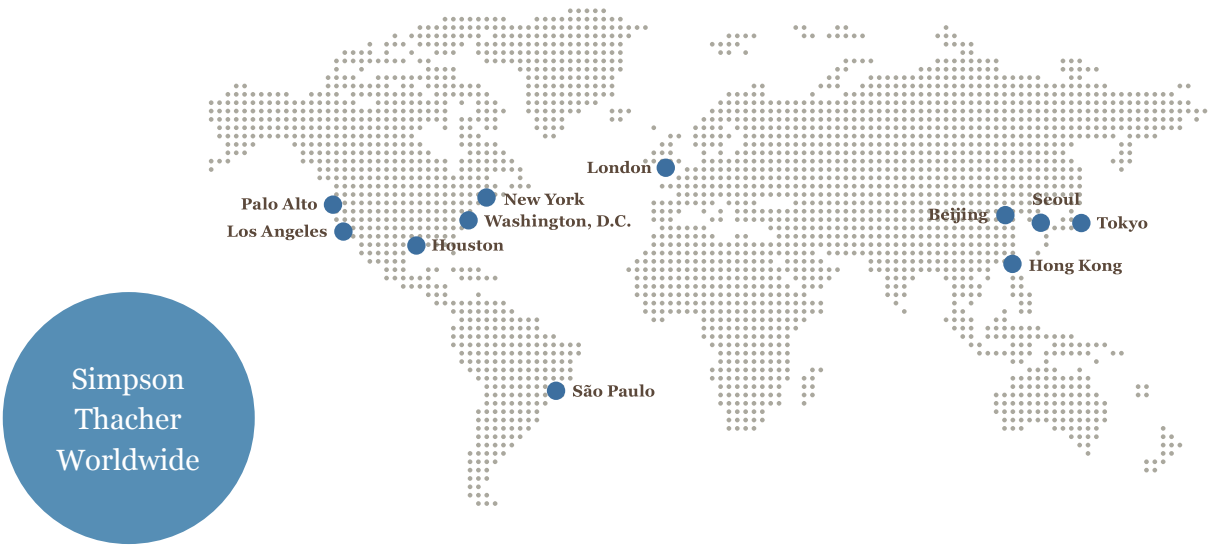 London
New York
Palo Alto
Seoul
Beijing
Washington, D.C.
Tokyo
Los Angeles
Houston
Hong Kong
Simpson
Thacher
Worldwide
São Paulo